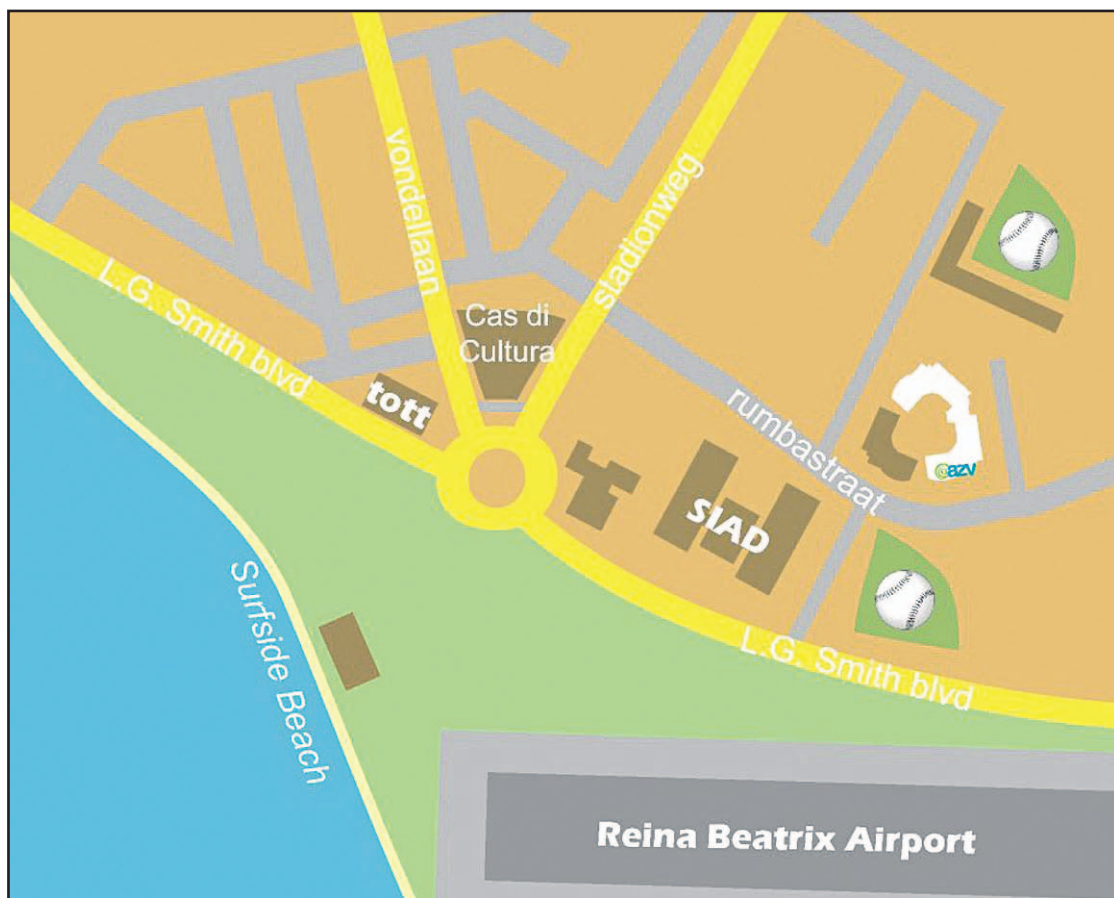 vondellaan
stadionweg
L.G. Smith blvd
Cas di
Cultura
tott
rumbastraat
@azv
SIAD
Surfside Beach
L.G. Smith blvd
Reina Beatrix Airport